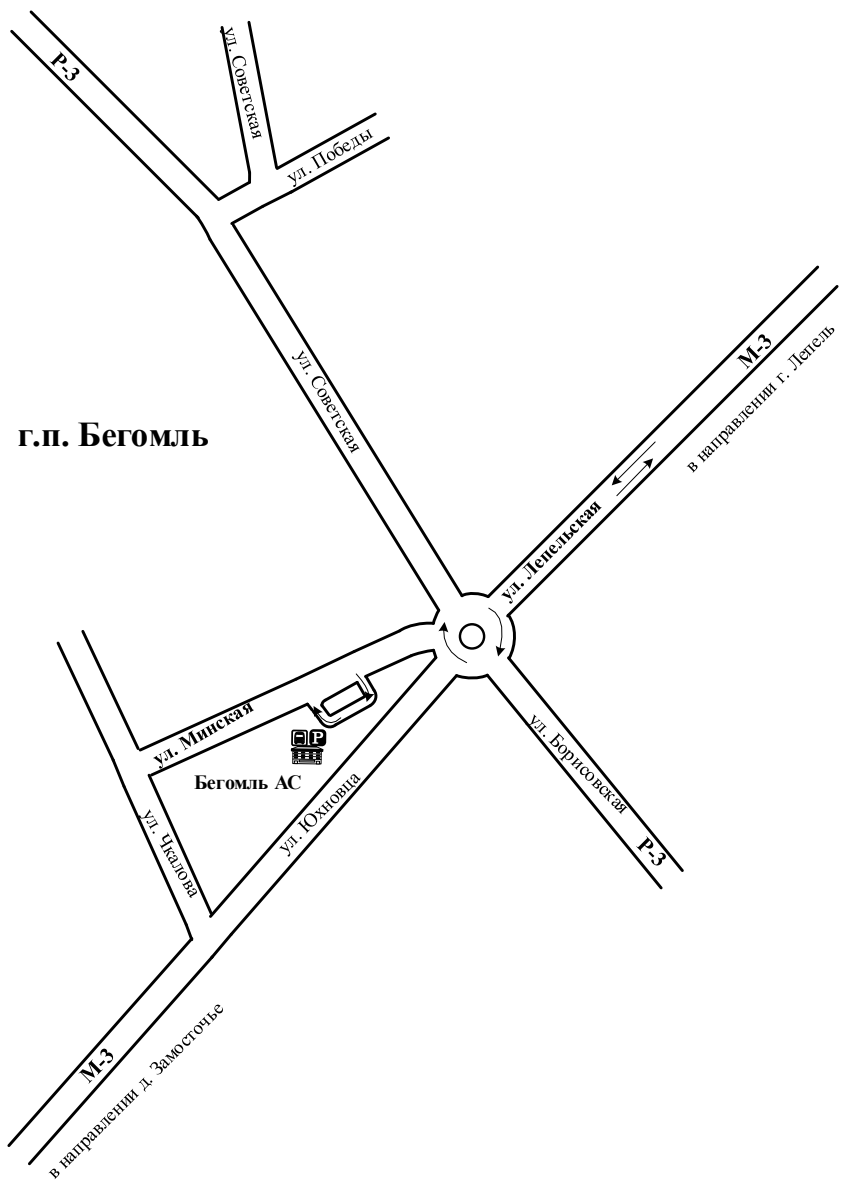 Р-3
ул. Советская
ул. Победы
М-3
в направлении г. Лепель
ул. Советская
г.п. Бегомль
ул. Лепельская
ул. Минская
P
Бегомль АС
ул. Борисовская
ул. Юхновца
ул. Чкалова
Р-3
М-3
в направлении д. Замосточье